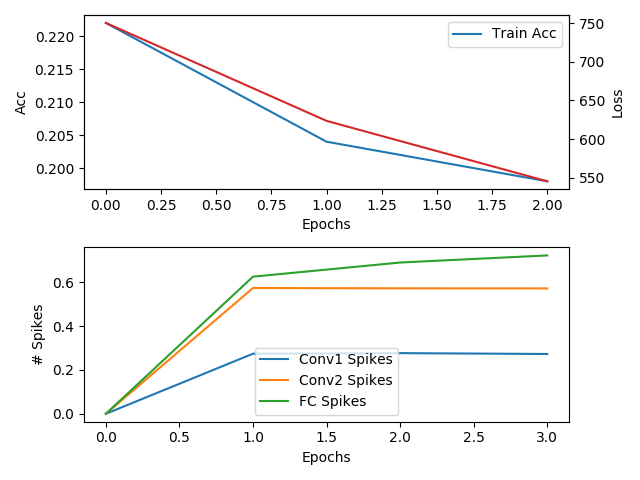 0.220
0.215
0.210
0.205
0.200
Acc
Train Acc
750
700
650
600
550
Loss
0.00 0.25 0.50 0.75 1.00 1.25 1.50 1.75 2.00
Epochs
0.6
0.4
0.2
0.0
# Spikes
Conv1 Spikes
Conv2 Spikes
FC Spikes
0.0 0.5 1.0 1.5 2.0 2.5 3.0
Epochs